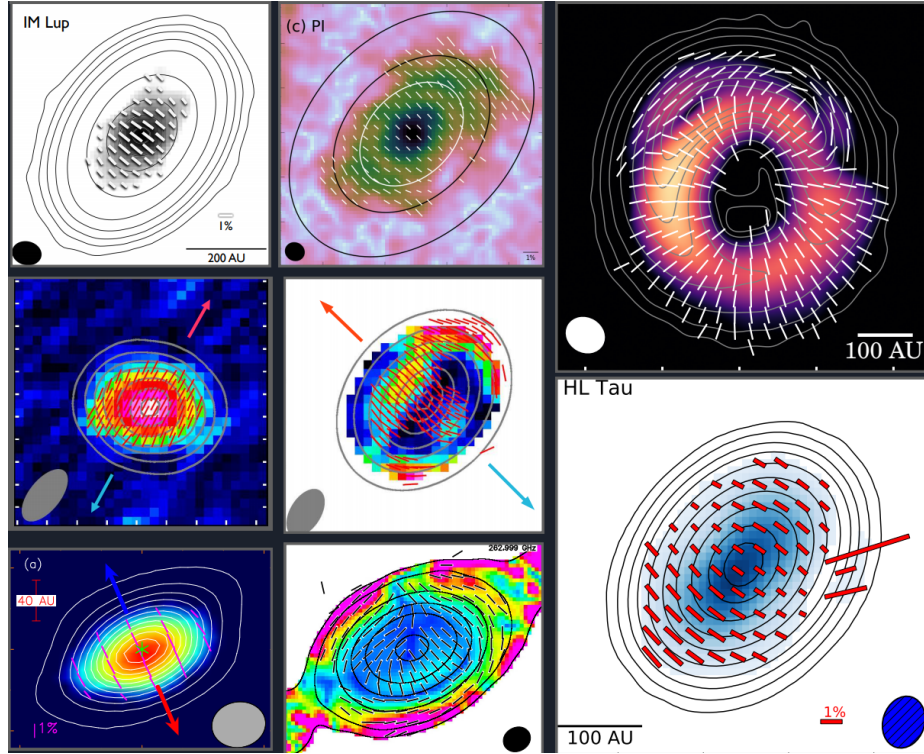 IM Lup
1%
200 AU
(c) PI
1%
100 AU
HL Tau
1%
100 AU
(a)
40 AU
1%
262.999 GHz